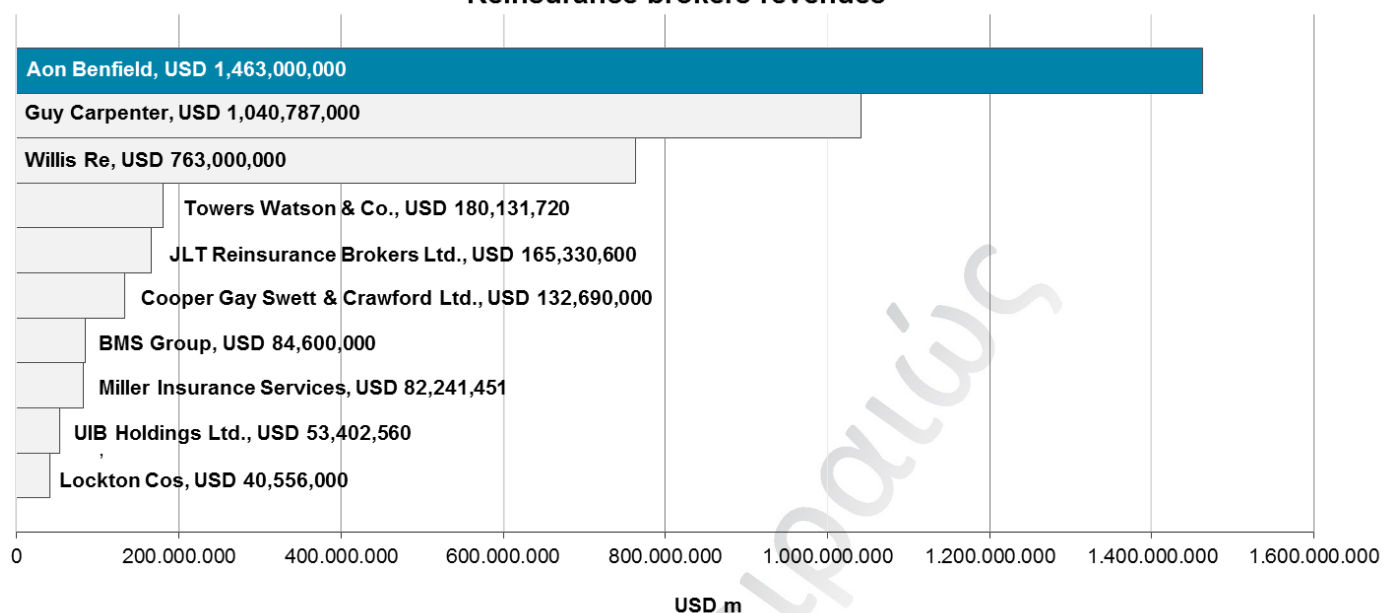 Reinsurance brokers revenues
Aon Benfield, USD 1,463,000,000
Guy Carpenter, USD 1,040,787,000
Willis Re, USD 763,000,000
Towers Watson & Co., USD 180,131,720
JLT Reinsurance Brokers Ltd., USD 165,330,600
Cooper Gay Swett & Crawford Ltd., USD 132,690,000
BMS Group, USD 84,600,000
Miller Insurance Services, USD 82,241,451
UIB Holdings Ltd., USD 53,402,560
,
Lockton Cos, USD 40,556,000
0 200.000.000 400.000.000 600.000.000 800.000.000 1.000.000.000 1.200.000.000 1.400.000.000 1.600.000.000
USD m